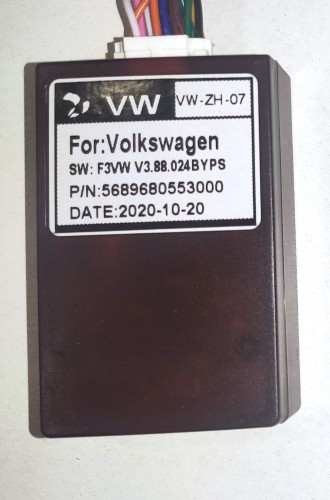 VW VW-ZH-07
For:Volkswagen
SW: F3VW V3.88.024BYPS
P/N:5689680553000
DATE:2020-10-20